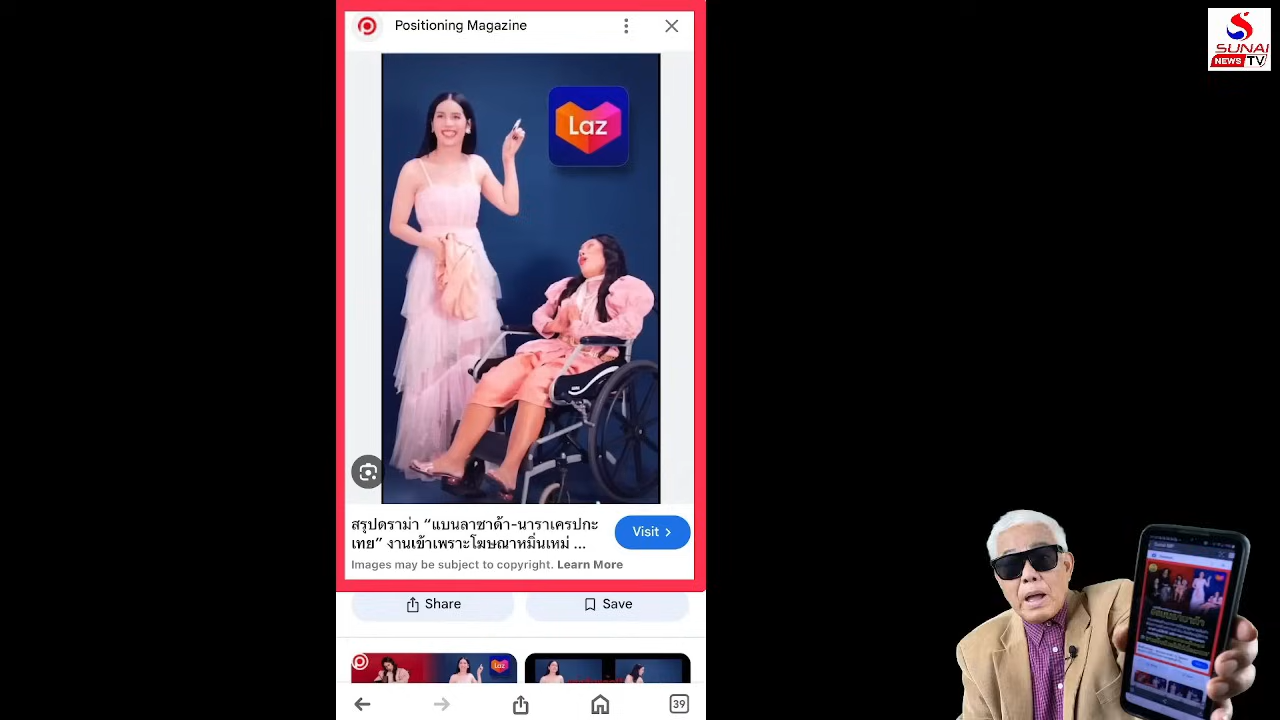 Positioning Magazine
SUNAI
NEWS TV
Laz
สรุปดราม่า “แบนลาซาด้า-นาราเครปกะ
เทย” งานเข้าเพราะโฆษณาหมิ่นเหม่ ...
Visit
Images may be subject to copyright. Learn More
Share
Save
Laz
39